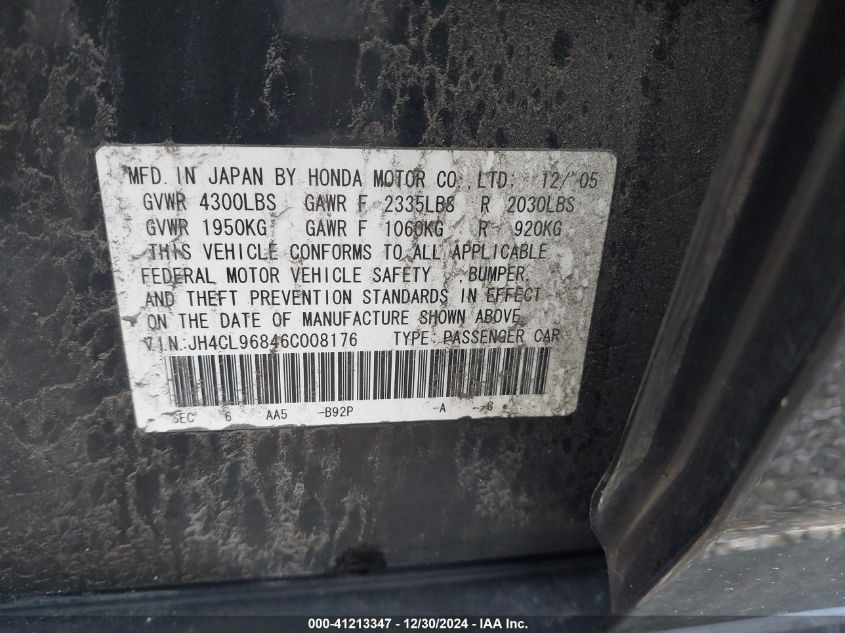 MFD. IN JAPAN BY HONDA MOTOR CO.,LTD. 12/'05
GVWR 4300LBS GAWR F 2335LBS R 2030LBS
GVWR 1950KG GAWR F 1060KG R 920KG
THIS VEHICLE CONFORMS TO ALL APPLICABLE
FEDERAL MOTOR VEHICLE SAFETY ,BUMPER,
AND THEFT PREVENTION STANDARDS IN EFFECT
ON THE DATE OF MANUFACTURE SHOWN ABOVE.
V.I.N.:JH4CL96846C008176 TYPE: PASSENGER CAR
SEC 6 AA5 -B92P -A -6
000-41213347 - 12/30/2024 - IAA Inc.